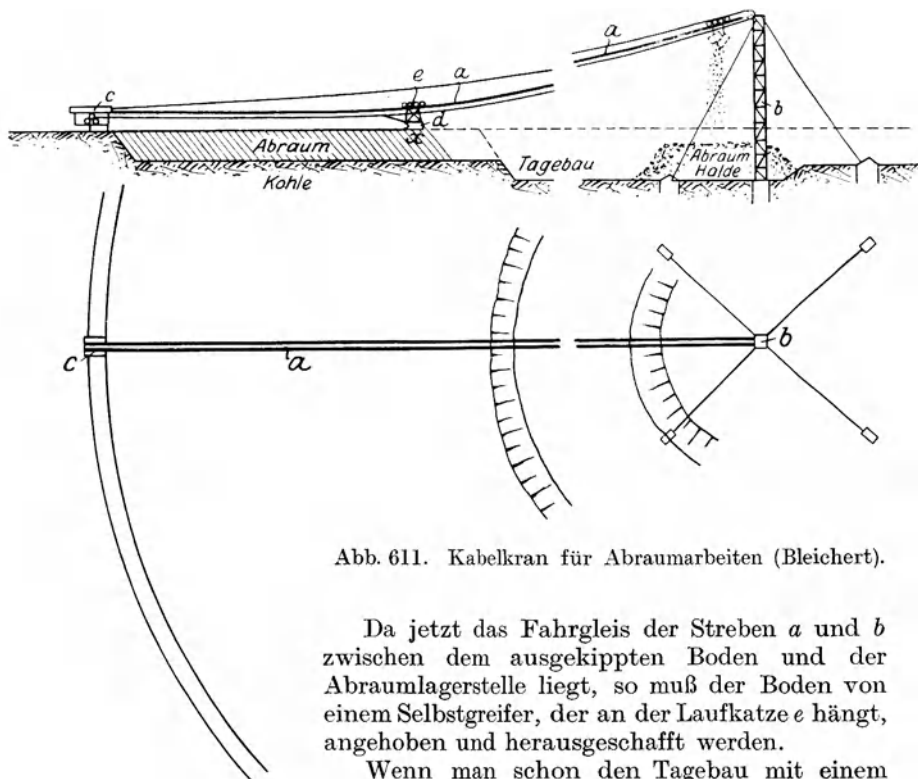 a
a
e
c
d
b
Abraum
Kohle
Tagebau
Abraum
Halde
c
a
b
Abb. 611. Kabelkran für Abraumarbeiten (Bleichert).
Da jetzt das Fahrgleis der Streben a und b
zwischen dem ausgekippten Boden und der
Abraumlagerstelle liegt, so muß der Boden von
einem Selbstgreifer, der an der Laufkatze e hängt,
angehoben und herausgeschafft werden.
Wenn man schon den Tagebau mit einem